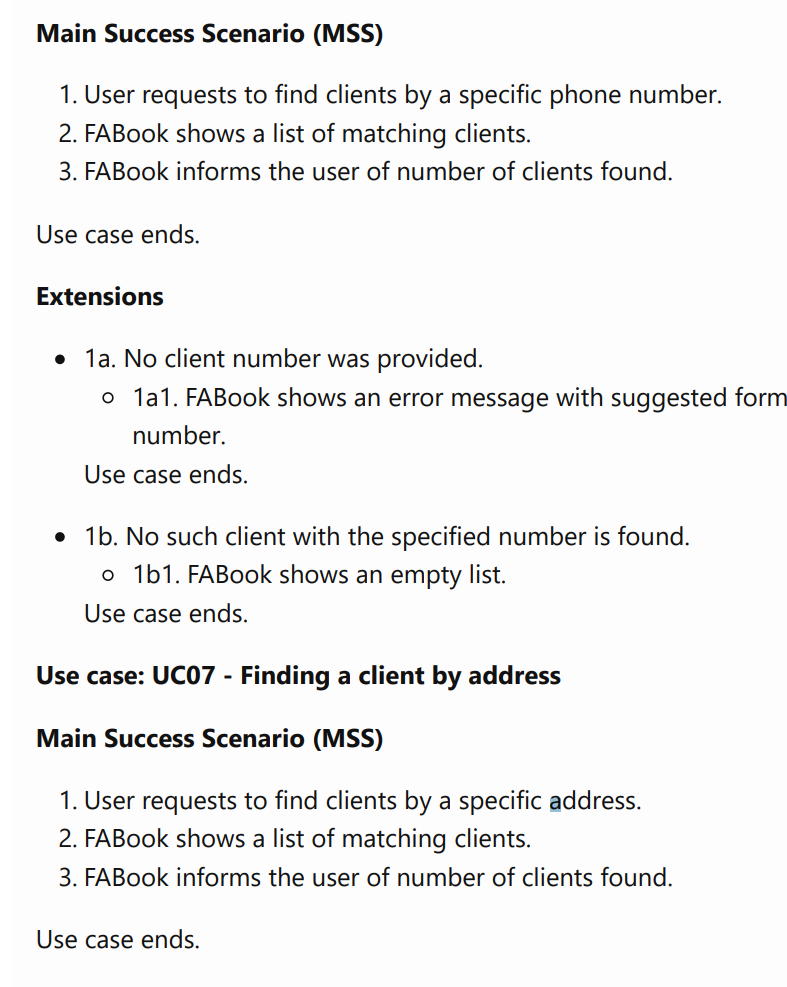 Main Success Scenario (MSS)
1. User requests to find clients by a specific phone number.
2. FABook shows a list of matching clients.
3. FABook informs the user of number of clients found.
Use case ends.
Extensions
• 1a. No client number was provided.
○ 1a1. FABook shows an error message with suggested form
number.
Use case ends.
• 1b. No such client with the specified number is found.
○ 1b1. FABook shows an empty list.
Use case ends.
Use case: UC07 - Finding a client by address
Main Success Scenario (MSS)
1. User requests to find clients by a specific address.
2. FABook shows a list of matching clients.
3. FABook informs the user of number of clients found.
Use case ends.